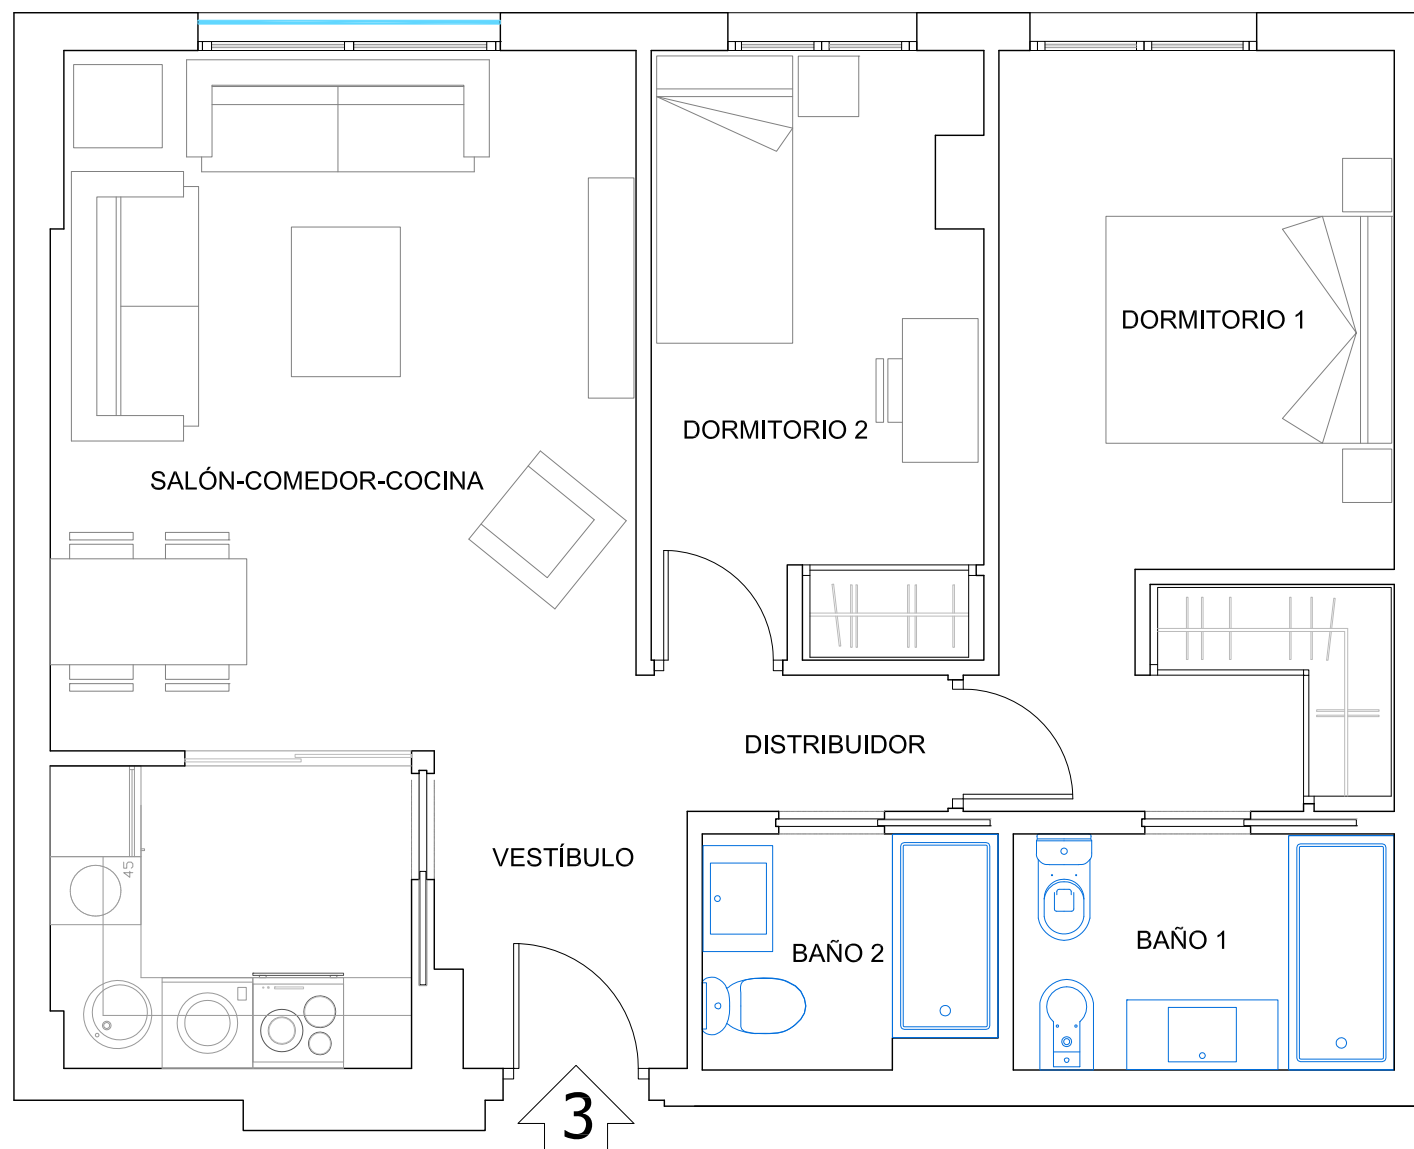 DORMITORIO 1
DORMITORIO 2
SALÓN-COMEDOR-COCINA
DISTRIBUIDOR
VESTÍBULO
45
BAÑO 2
BAÑO 1
3